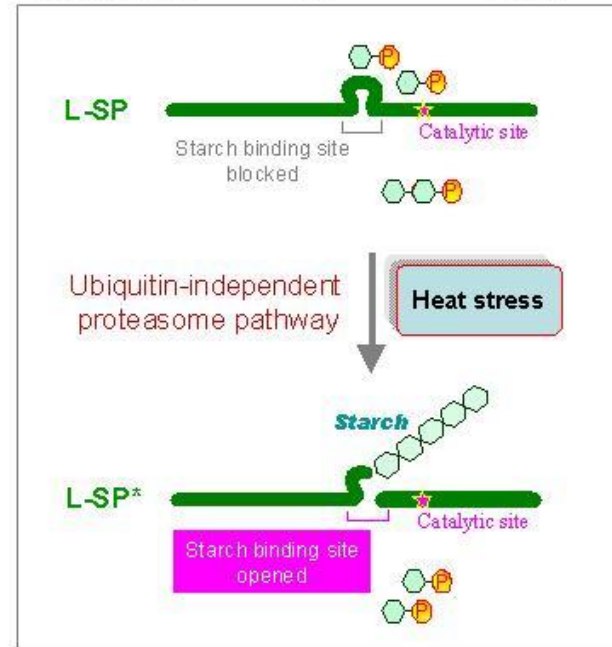 P
P
L-SP
Catalytic site
Starch binding site
blocked
P
Ubiquitin-independent
proteasome pathway
Heat stress
Starch
L-SP*
Catalytic site
Starch binding site
opened
P
P